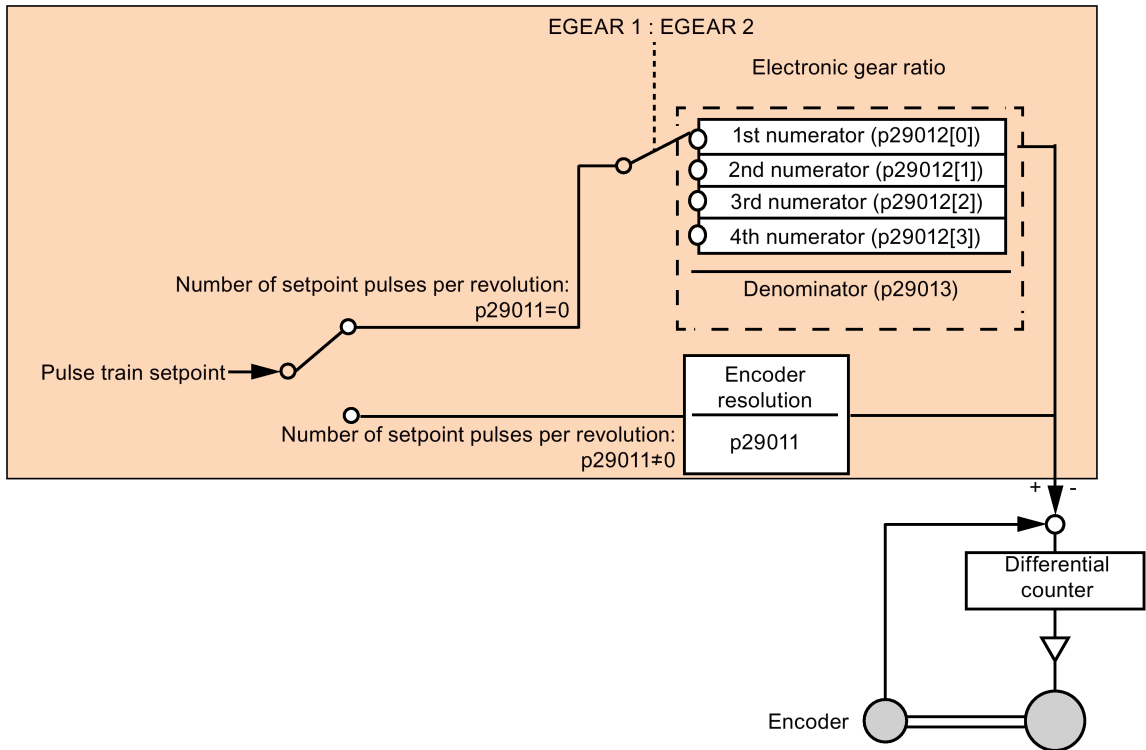 EGEAR 1 : EGEAR 2
Electronic gear ratio
1st numerator (p29012[0])
2nd numerator (p29012[1])
3rd numerator (p29012[2])
4th numerator (p29012[3])
Denominator (p29013)
Number of setpoint pulses per revolution:
p29011=0
Pulse train setpoint
Encoder
resolution
p29011
Number of setpoint pulses per revolution:
p29011≠0
+ -
Differential
counter
Encoder